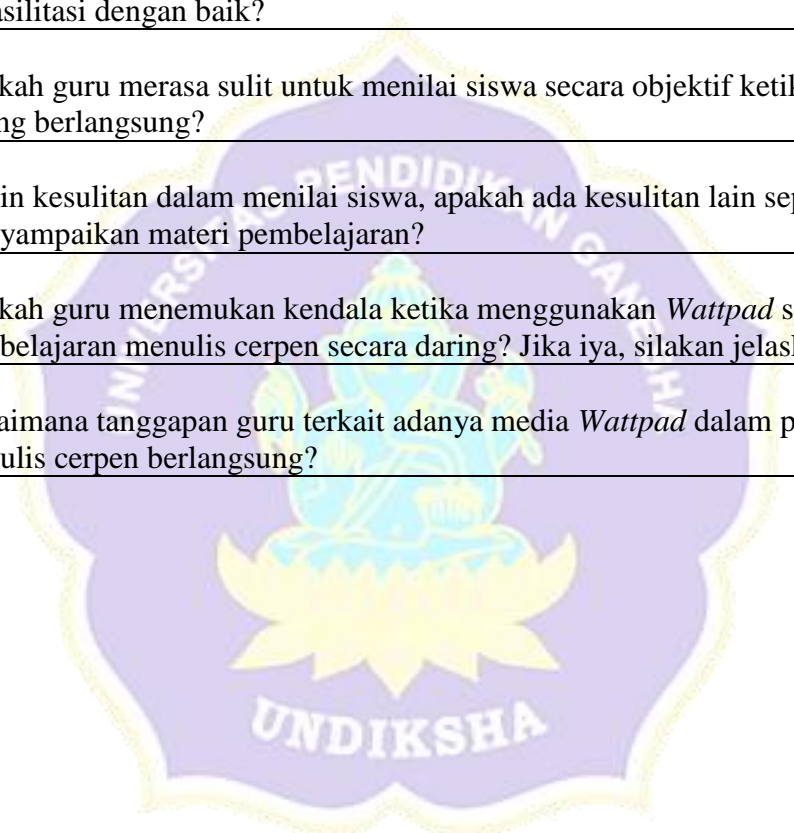 asilitasi dengan baik?
kah guru merasa sulit untuk menilai siswa secara objektif ketik
ng berlangsung?
in kesulitan dalam menilai siswa, apakah ada kesulitan lain sep
yampaikan materi pembelajaran?
kah guru menemukan kendala ketika menggunakan Wattpad s
belajaran menulis cerpen secara daring? Jika iya, silakan jelas
aimana tanggapan guru terkait adanya media Wattpad dalam p
ulis cerpen berlangsung?
UNIVERSITAS PENDIDIKAN GANESHA
UNDIKSHA